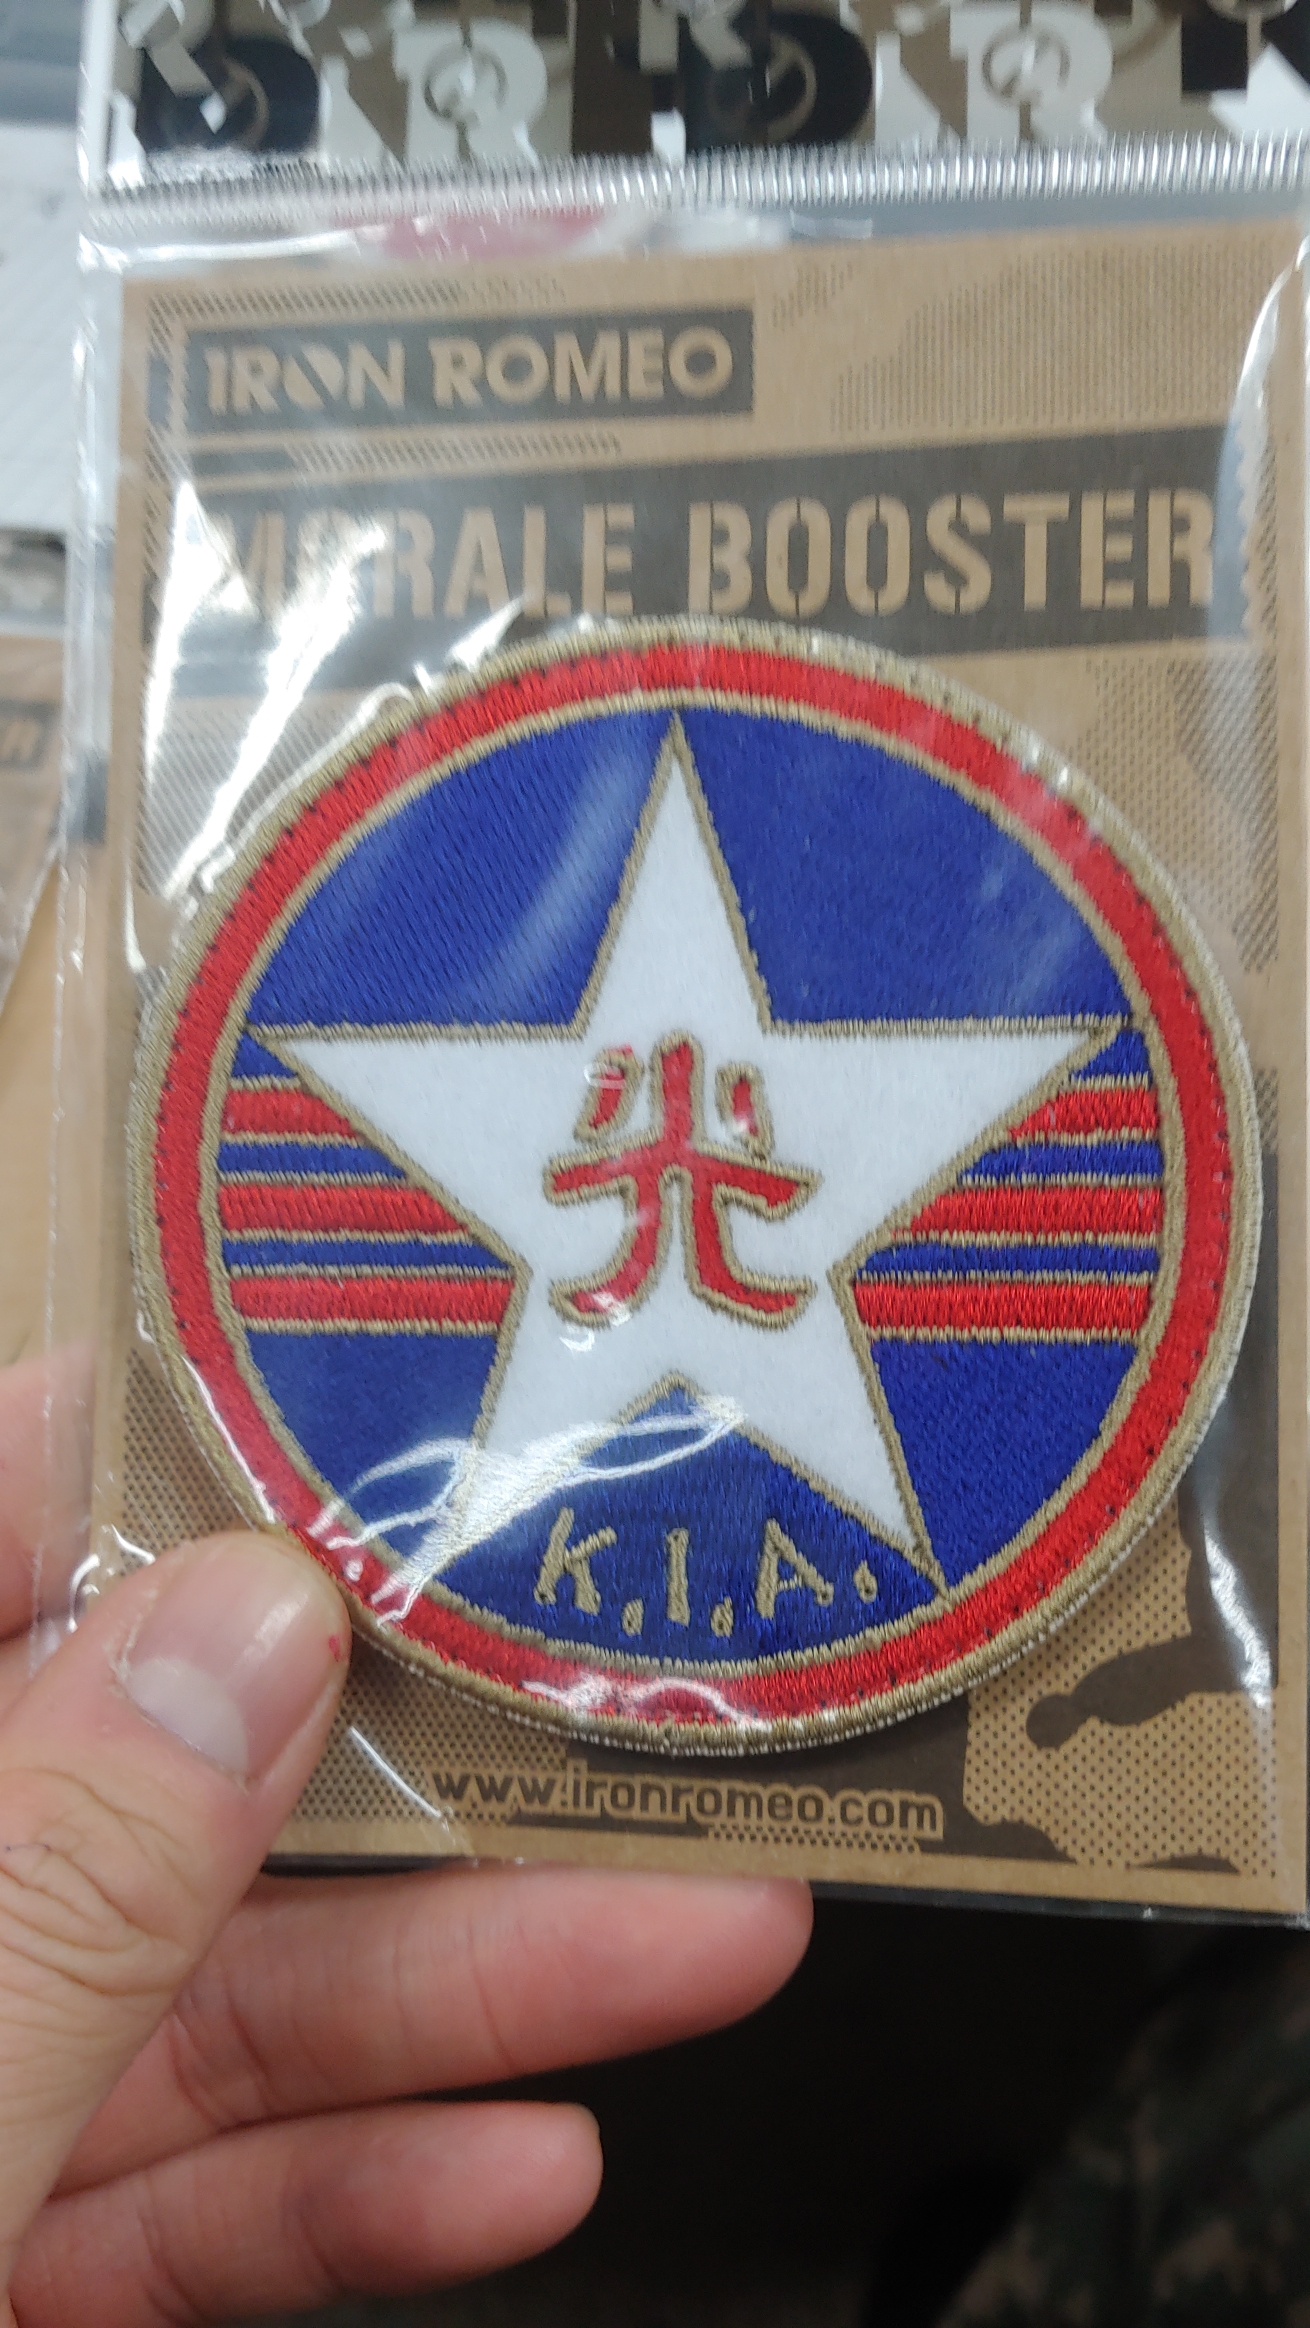 IRON ROMEO
MORALE BOOSTER
光
K.I.A.
www.ironromeo.com